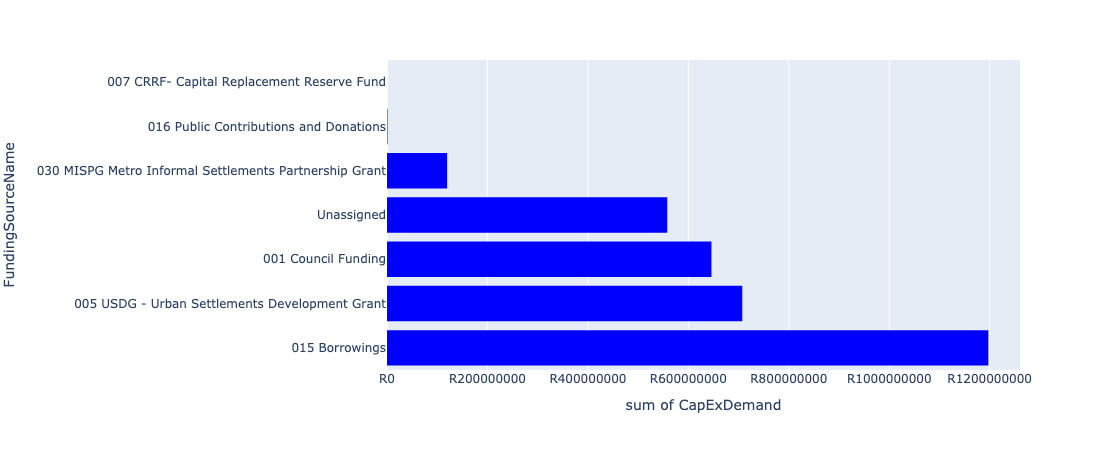 007 CRRF- Capital Replacement Reserve Fund
016 Public Contributions and Donations
030 MISPG Metro Informal Settlements Partnership Grant
Unassigned
001 Council Funding
005 USDG - Urban Settlements Development Grant
015 Borrowings
FundingSourceName
R0
R200000000
R400000000
R600000000
R800000000
R1000000000
R1200000000
sum of CapExDemand